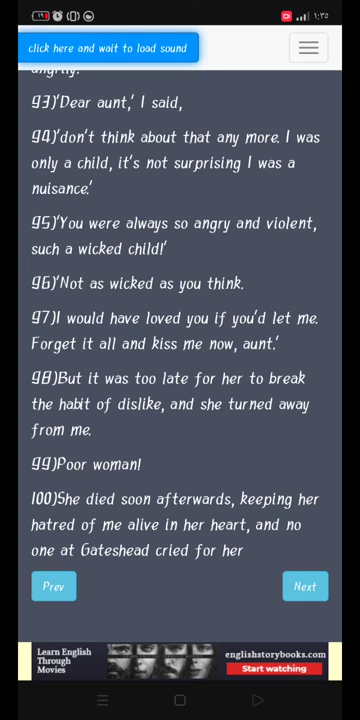 ١:٣٥
click here and wait to load sound
angrily.
93)'Dear aunt,' I said,
94)'don't think about that any more. I was
only a child, it's not surprising I was a
nuisance.'
95)'You were always so angry and violent,
such a wicked child!'
96)'Not as wicked as you think.
97)I would have loved you if you'd let me.
Forget it all and kiss me now, aunt.'
98)But it was too late for her to break
the habit of dislike, and she turned away
from me.
99)Poor woman!
100)She died soon afterwards, keeping her
hatred of me alive in her heart, and no
one at Gateshead cried for her
Prev
Next
Learn English
Through
Movies
englishstorybooks.com
Start watching